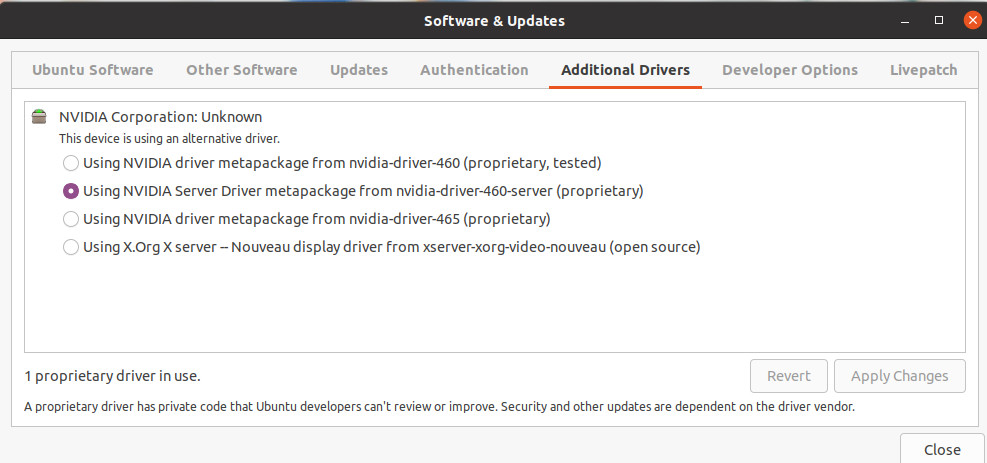 Software & Updates
Ubuntu Software Other Software Updates Authentication Additional Drivers Developer Options Livepatch
NVIDIA Corporation: Unknown
This device is using an alternative driver.
Using NVIDIA driver metapackage from nvidia-driver-460 (proprietary, tested)
Using NVIDIA Server Driver metapackage from nvidia-driver-460-server (proprietary)
Using NVIDIA driver metapackage from nvidia-driver-465 (proprietary)
Using X.Org X server -- Nouveau display driver from xserver-xorg-video-nouveau (open source)
1 proprietary driver in use.
Revert Apply Changes
A proprietary driver has private code that Ubuntu developers can't review or improve. Security and other updates are dependent on the driver vendor.
Close